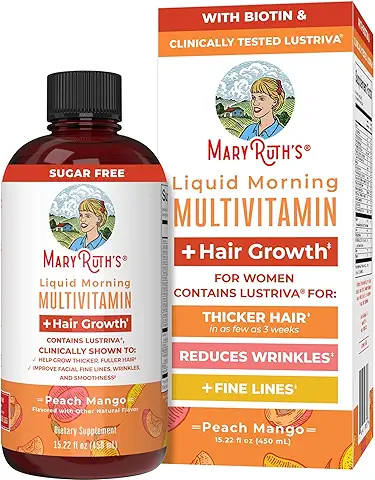 SUGAR FREE
MARYRUTH'S®
Liquid Morning
MULTIVITAMIN
+Hair Growth‡
CONTAINS LUSTRIVA®,
CLINICALLY SHOWN TO:
✓ HELP GROW THICKER, FULLER HAIR‡
✓ IMPROVE FACIAL FINE LINES, WRINKLES,
AND SMOOTHNESS‡
Peach Mango
Flavored with Other Natural Flavor
Dietary Supplement
15.22 fl oz (450 mL)
WITH BIOTIN &
CLINICALLY TESTED LUSTRIVA®
MARYRUTH'S®
Liquid Morning
MULTIVITAMIN
+Hair Growth‡
FOR WOMEN
CONTAINS LUSTRIVA® FOR:
THICKER HAIR‡
in as few as 3 weeks
REDUCES WRINKLES‡
+FINE LINES‡
Peach Mango
15.22 fl oz (450 mL)